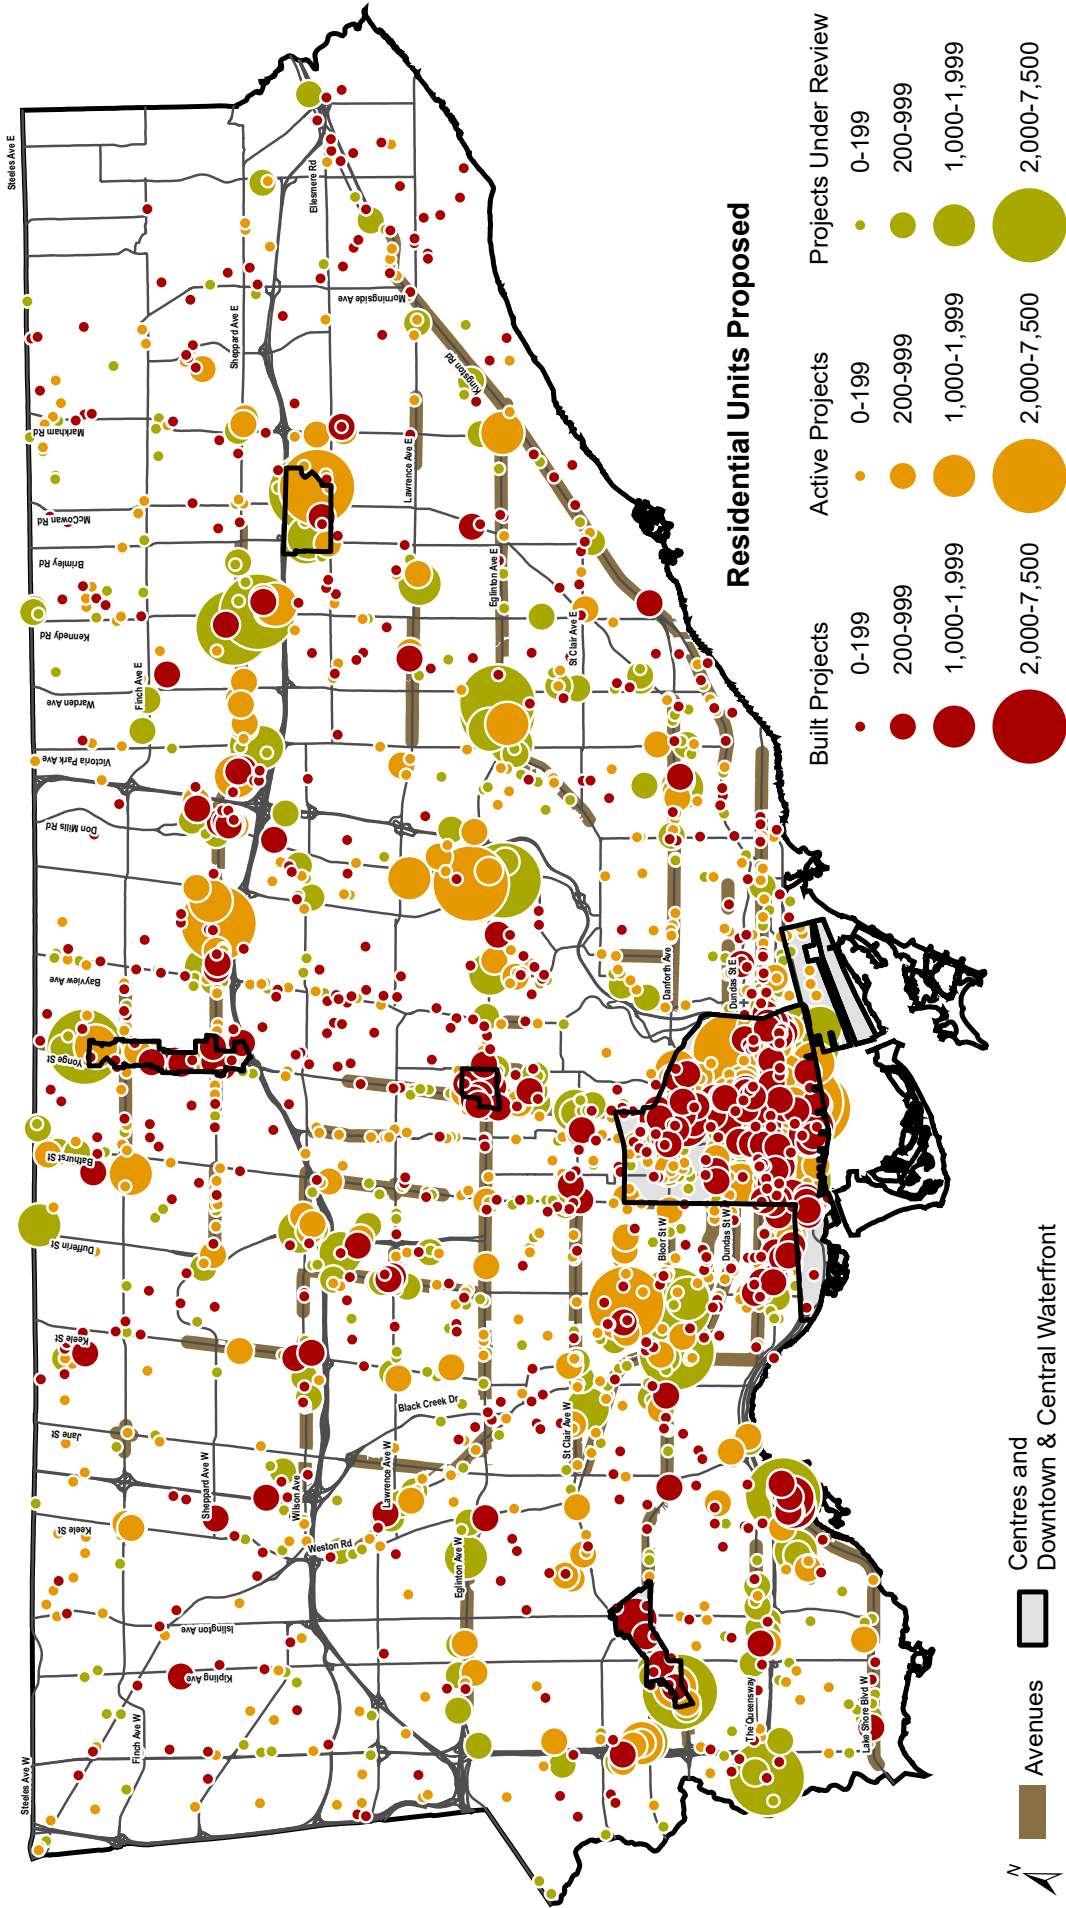 Steeles Ave E
Ellesmere Rd
Morningside Ave
Sheppard Ave E
Kingston Rd
Markham Rd
Lawrence Ave E
McCowan Rd
Brimley Rd
Eglinton Ave E
St Clair Ave E
Kennedy Rd
Finch Ave E
Warden Ave
Victoria Park Ave
Don Mills Rd
Bayview Ave
Danforth Ave
Dundas St E
Yonge St
Bathurst St
Dufferin St
Bloor St W
Dundas St W
Keele St
Black Creek Dr
St Clair Ave W
Jane St
Sheppard Ave W
Wilson Ave
Lawrence Ave W
Weston Rd
Keele St
Eglinton Ave W
Islington Ave
Kipling Ave
Finch Ave W
The Queensway
Lake Shore Blvd W
Steeles Ave W
Residential Units Proposed
Built Projects
0-199
200-999
1,000-1,999
2,000-7,500
Active Projects
0-199
200-999
1,000-1,999
2,000-7,500
Projects Under Review
0-199
200-999
1,000-1,999
2,000-7,500
N
Avenues
Centres and
Downtown & Central Waterfront